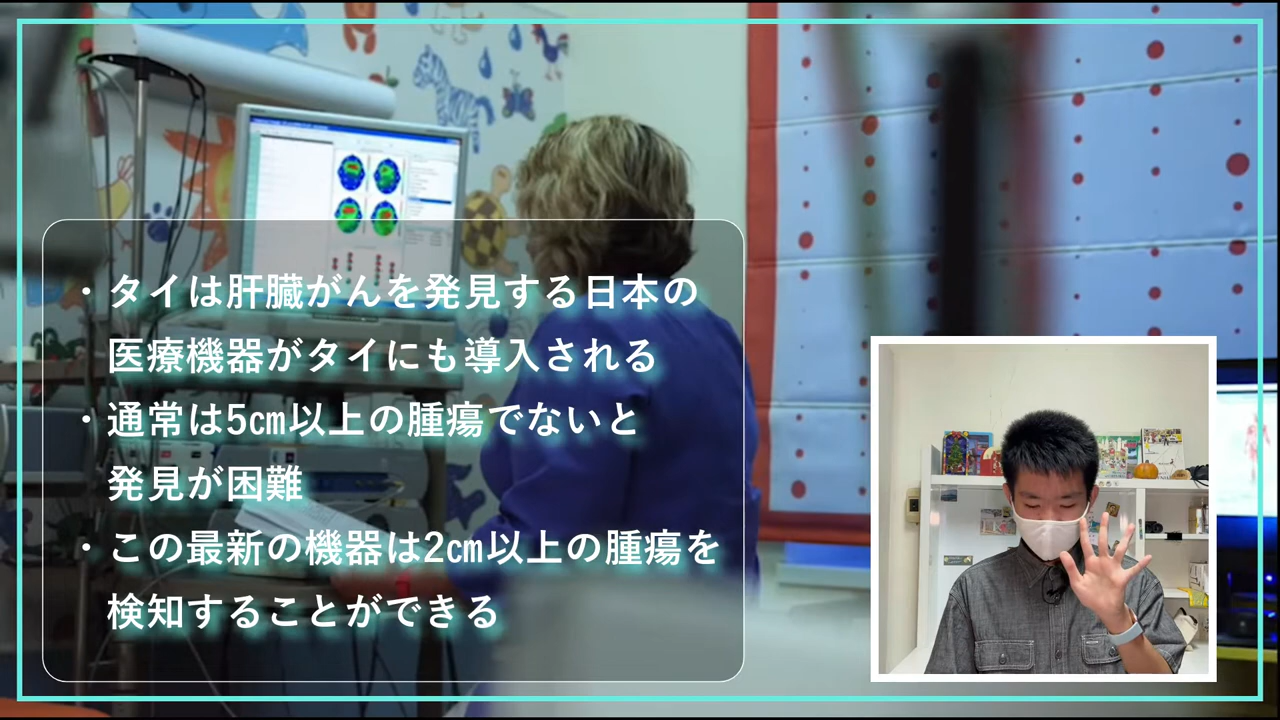 ・タイは肝臓がんを発見する日本の
医療機器がタイにも導入される
・通常は5㎝以上の腫瘍でないと
発見が困難
・この最新の機器は2㎝以上の腫瘍を
検知することができる